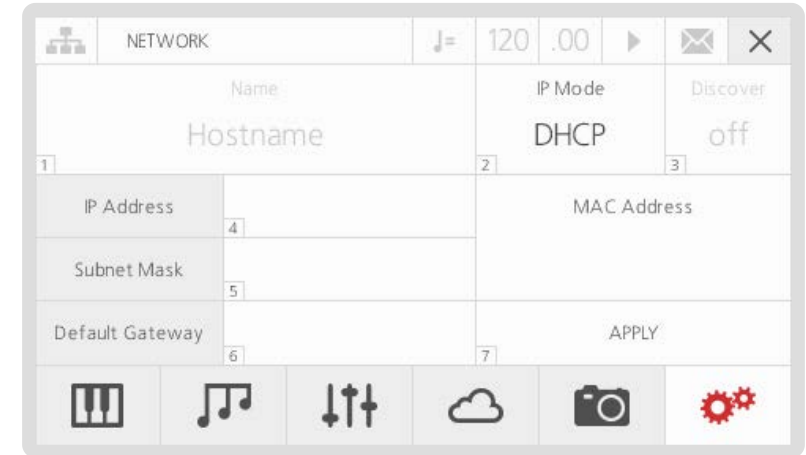 NETWORK ♩= 120 .00
Name IP Mode Discover
Hostname DHCP off
1 2 3
IP Address 4 MAC Address
Subnet Mask 5
Default Gateway 6 7 APPLY